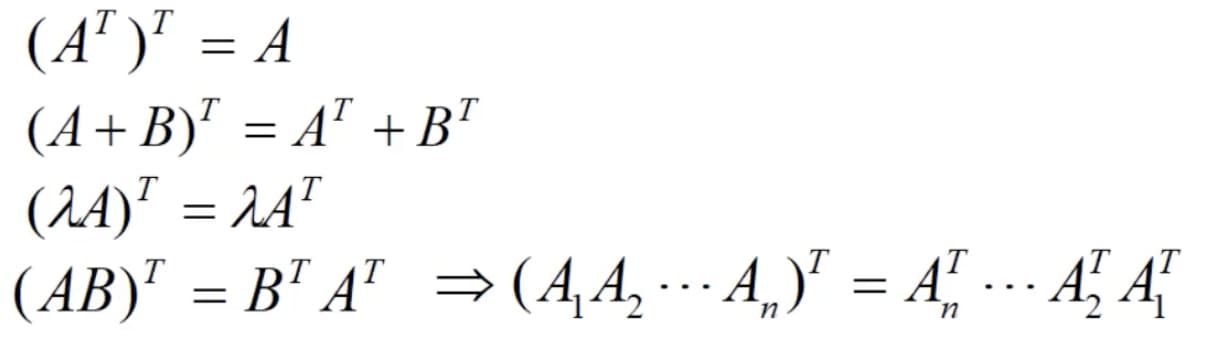 (A^T)^T = A
(A + B)^T = A^T + B^T
(λA)^T = λA^T
(AB)^T = B^T A^T ⇒ (A_1 A_2 ⋯ A_n)^T = A_n^T ⋯ A_2^T A_1^T